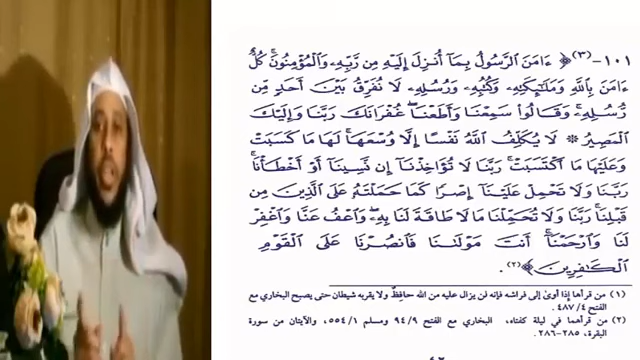 ١٠١-(٣)﴿ ءَامَنَ ٱلرَّسُولُ بِمَآ أُنزِلَ إِلَيْهِ مِن رَّبِّهِۦ وَٱلْمُؤْمِنُونَۚ كُلٌّ
ءَامَنَ بِٱللَّهِ وَمَلَـٰٓئِكَتِهِۦ وَكُتُبِهِۦ وَرُسُلِهِۦ لَا نُفَرِّقُ بَيْنَ أَحَدٍ مِّن
رُّسُلِهِۦۚ وَقَالُوا۟ سَمِعْنَا وَأَطَعْنَاۖ غُفْرَانَكَ رَبَّنَا وَإِلَيْكَ
ٱلْمَصِيرُ * لَا يُكَلِّفُ ٱللَّهُ نَفْسًا إِلَّا وُسْعَهَاۚ لَهَا مَا كَسَبَتْ
وَعَلَيْهَا مَا ٱكْتَسَبَتْۗ رَبَّنَا لَا تُؤَاخِذْنَآ إِن نَّسِينَآ أَوْ أَخْطَأْنَاۚ
رَبَّنَا وَلَا تَحْمِلْ عَلَيْنَآ إِصْرًا كَمَا حَمَلْتَهُۥ عَلَى ٱلَّذِينَ مِن
قَبْلِنَاۚ رَبَّنَا وَلَا تُحَمِّلْنَا مَا لَا طَاقَةَ لَنَا بِهِۦۖ وَٱعْفُ عَنَّا وَٱغْفِرْ
لَنَا وَٱرْحَمْنَآۚ أَنتَ مَوْلَىٰنَا فَٱنصُرْنَا عَلَى ٱلْقَوْمِ
ٱلْكَـٰفِرِينَ﴾(٢).
(١) من قرأها إذا أوى إلى فراشه فإنه لن يزال عليه من الله حافظٌ ولا يقربه شيطان حتى يصبح البخاري مع
الفتح ٤/ ٤٨٧.
(٢) من قرأهما في ليلة كفتاه، البخاري مع الفتح ٩/ ٩٤ ومسلم ١/ ٥٥٤، والآيتان من سورة
البقرة، ٢٨٥-٢٨٦.